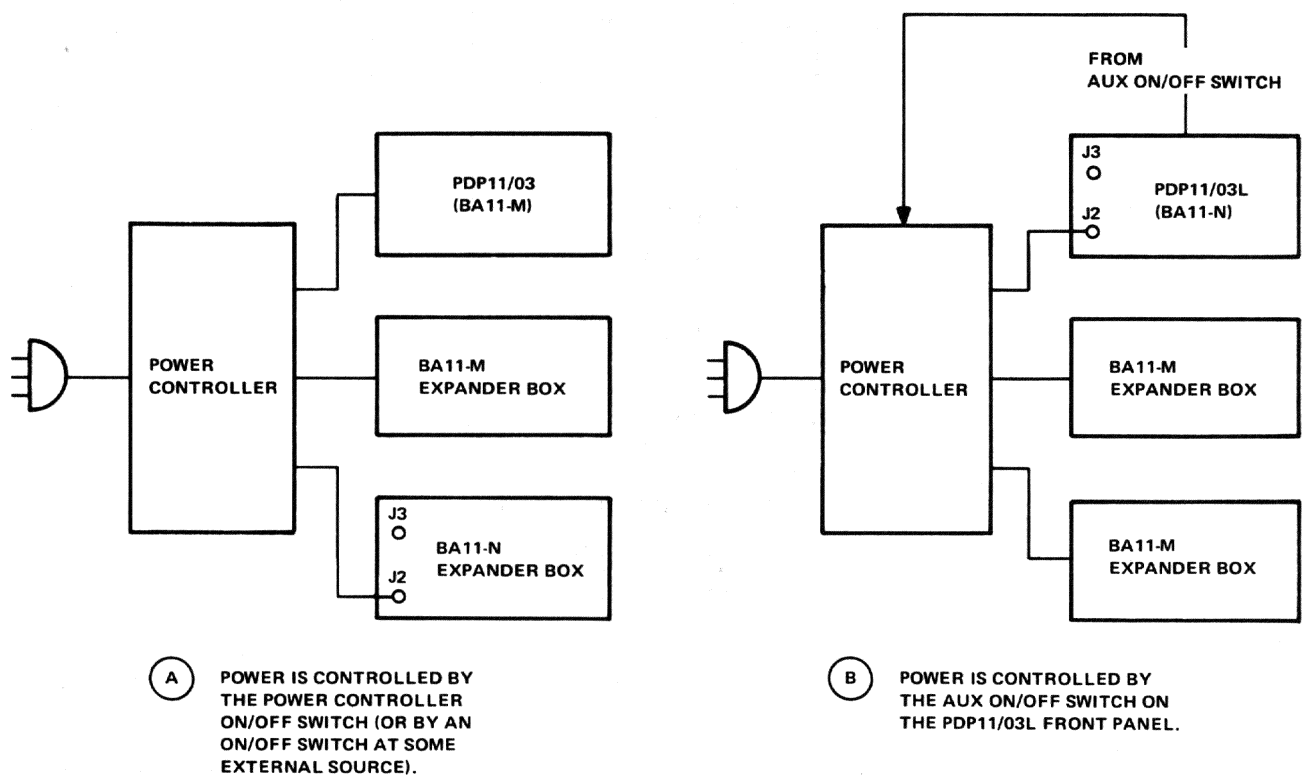 PDP11/03
(BA11-M)
POWER
CONTROLLER
BA11-M
EXPANDER BOX
J3
BA11-N
EXPANDER BOX
J2
A
POWER IS CONTROLLED BY
THE POWER CONTROLLER
ON/OFF SWITCH (OR BY AN
ON/OFF SWITCH AT SOME
EXTERNAL SOURCE).
FROM
AUX ON/OFF SWITCH
J3
PDP11/03L
(BA11-N)
J2
POWER
CONTROLLER
BA11-M
EXPANDER BOX
BA11-M
EXPANDER BOX
B
POWER IS CONTROLLED BY
THE AUX ON/OFF SWITCH ON
THE PDP11/03L FRONT PANEL.